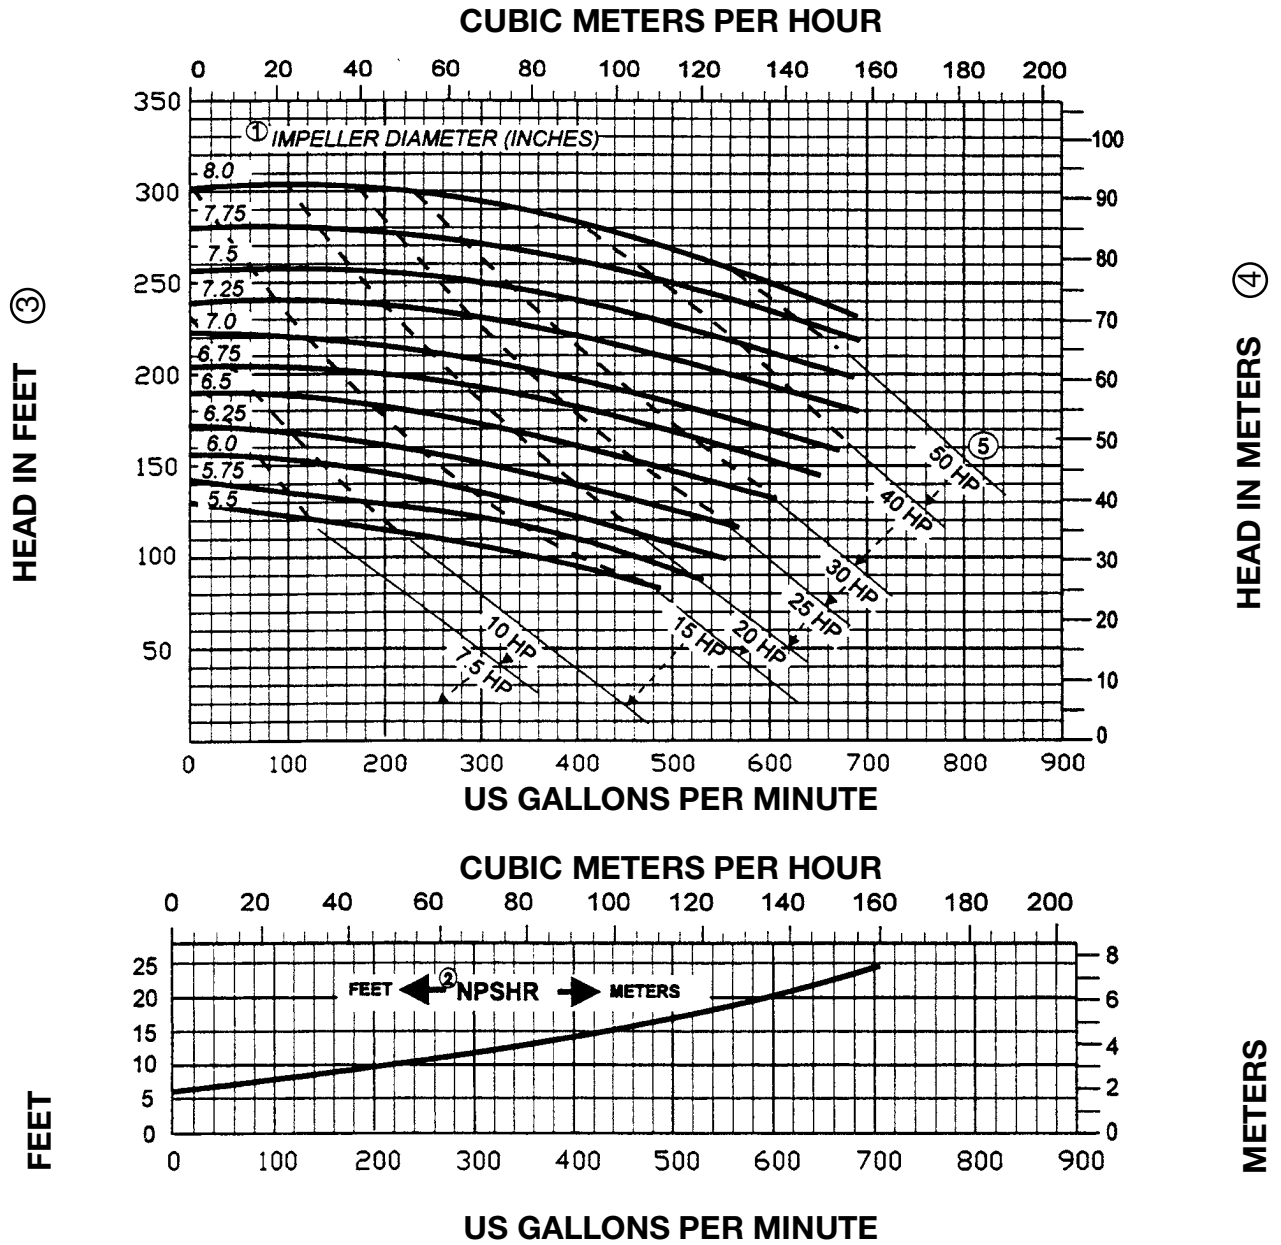 CUBIC METERS PER HOUR
0 20 40 60 80 100 120 140 160 180 200
350
300
250
200
150
100
50
① IMPELLER DIAMETER (INCHES)
8.0
7.75
7.5
7.25
7.0
6.75
6.5
6.25
6.0
5.75
5.5
100
90
80
70
60
50
40
30
20
10
0
③
HEAD IN FEET
④
HEAD IN METERS
⑤
50 HP
40 HP
30 HP
25 HP
20 HP
15 HP
10 HP
7.5 HP
0 100 200 300 400 500 600 700 800 900
US GALLONS PER MINUTE
CUBIC METERS PER HOUR
0 20 40 60 80 100 120 140 160 180 200
25
20
15
10
5
0
FEET ② NPSHR METERS
8
6
4
2
0
FEET
METERS
0 100 200 300 400 500 600 700 800 900
US GALLONS PER MINUTE